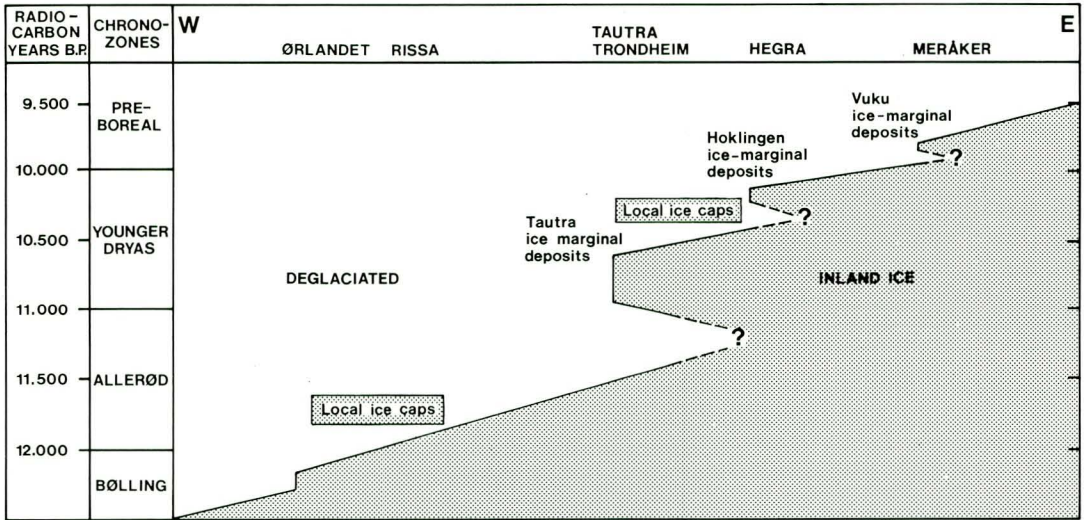 RADIO-
CARBON
YEARS B.P.
CHRONO-
ZONES
W
E
ØRLANDET
RISSA
TAUTRA
TRONDHEIM
HEGRA
MERÅKER
9.500
PRE-
BOREAL
Vuku
ice-marginal
deposits
?
Hoklingen
ice-marginal
deposits
10.000
?
Local ice caps
YOUNGER
DRYAS
10.500
Tautra
ice marginal
deposits
DEGLACIATED
INLAND ICE
11.000
?
11.500
ALLERØD
Local ice caps
12.000
BØLLING